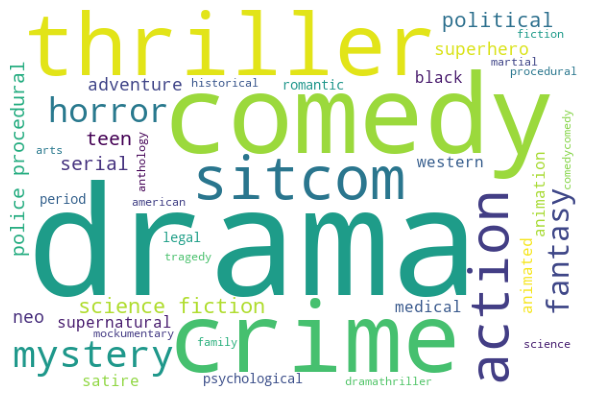 thriller
political
fiction
superhero
martial
procedural
adventure
historical
romantic
black
police procedural
horror
comedy
comedycomedy
teen
arts
anthology
serial
sitcom
western
animation
period
american
drama
action
fantasy
legal
tragedy
animated
science fiction
medical
neo
supernatural
mockumentary
crime
family
science
mystery
satire
psychological
dramathriller